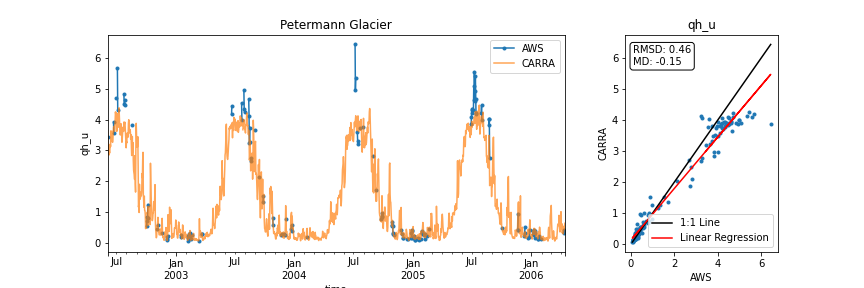 Petermann Glacier
qh_u
6
5
4
3
2
1
0
AWS
CARRA
Jul
Jan
2003
Jul
Jan
2004
Jul
Jan
2005
Jul
Jan
2006
time
qh_u
qh_u
RMSD: 0.46
MD: -0.15
CARRA
6
5
4
3
2
1
0
1:1 Line
Linear Regression
0
2
4
6
AWS